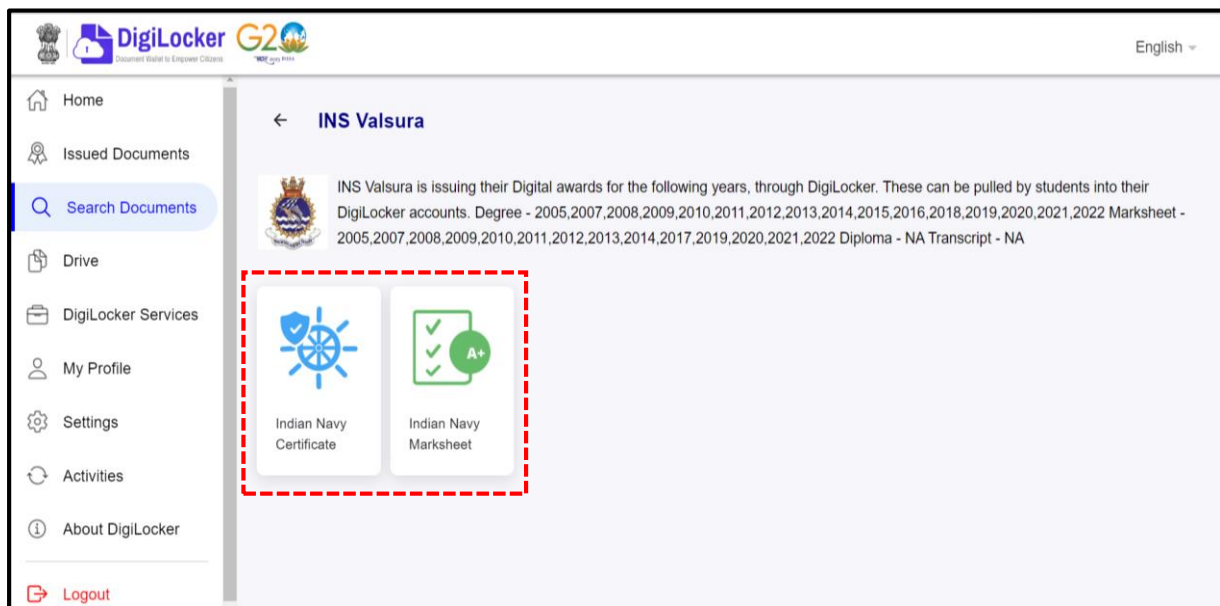 DigiLocker
Document Wallet to Empower Citizens
G20
English
Home
Issued Documents
Search Documents
Drive
DigiLocker Services
My Profile
Settings
Activities
About DigiLocker
Logout
← INS Valsura
INS Valsura is issuing their Digital awards for the following years, through DigiLocker. These can be pulled by students into their
DigiLocker accounts. Degree - 2005,2007,2008,2009,2010,2011,2012,2013,2014,2015,2016,2018,2019,2020,2021,2022 Marksheet -
2005,2007,2008,2009,2010,2011,2012,2013,2014,2017,2019,2020,2021,2022 Diploma - NA Transcript - NA
Indian Navy
Certificate
A+
Indian Navy
Marksheet